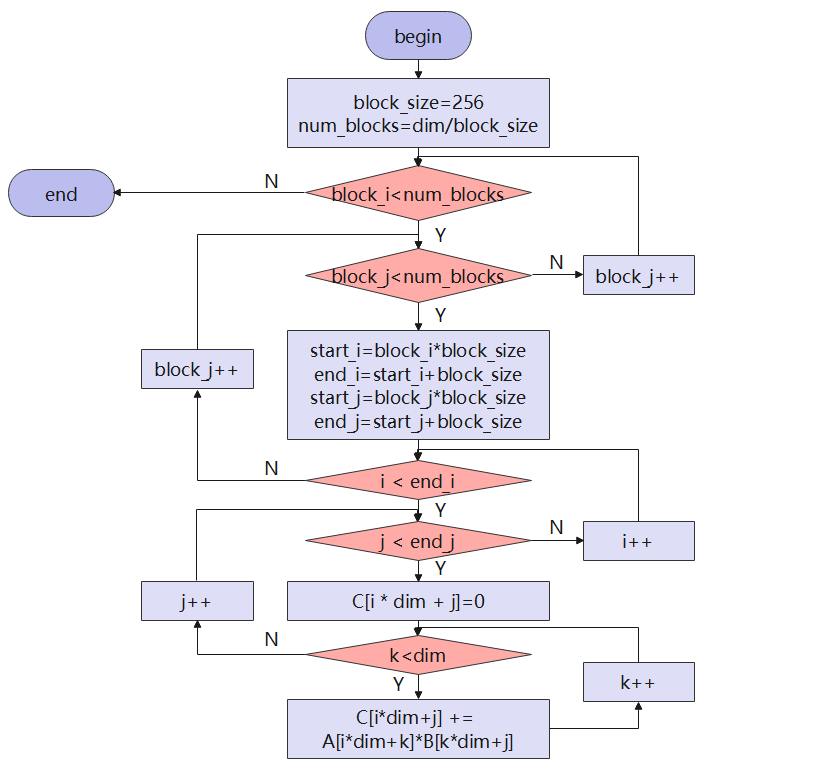 begin
block_size=256
num_blocks=dim/block_size
N
end
block_i<num_blocks
Y
block_j<num_blocks
N
block_j++
Y
start_i=block_i*block_size
end_i=start_i+block_size
start_j=block_j*block_size
end_j=start_j+block_size
block_j++
N
i < end_i
Y
j < end_j
N
i++
Y
j++
C[i * dim + j]=0
N
k<dim
k++
Y
C[i*dim+j] +=
A[i*dim+k]*B[k*dim+j]